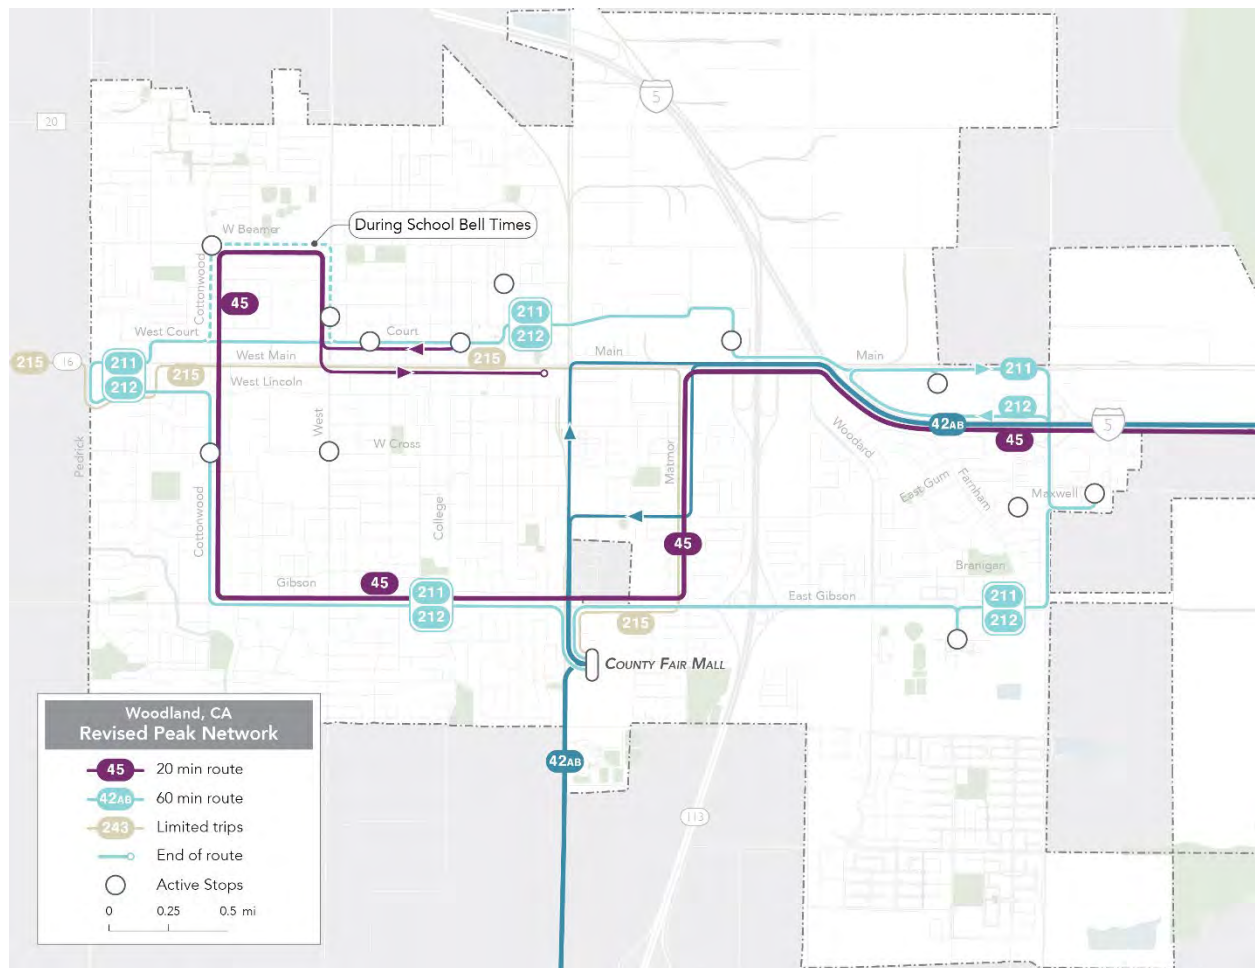 5
20
W Beamer
During School Bell Times
Cottonwood
45
211
212
West Court
Court
215
16
211
212
215
West Main
215
Main
Main
211
West Lincoln
212
42AB
5
45
West
W Cross
Woodard
Pedrick
Matmor
East Gum
Farnham
Maxwell
Cottonwood
College
45
Branigan
Gibson
45
211
212
East Gibson
211
212
215
COUNTY FAIR MALL
42AB
113
Woodland, CA
Revised Peak Network
45 20 min route
42AB 60 min route
243 Limited trips
End of route
Active Stops
0 0.25 0.5 mi